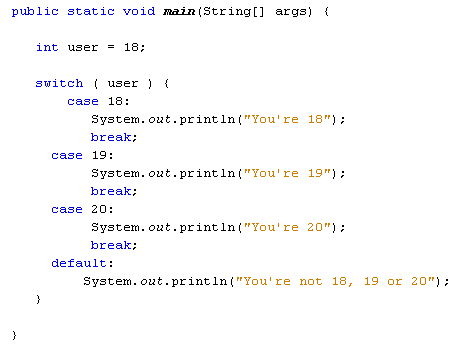 public static void main(String[] args) {
int user = 18;
switch ( user ) {
case 18:
System.out.println("You're 18");
break;
case 19:
System.out.println("You're 19");
break;
case 20:
System.out.println("You're 20");
break;
default:
System.out.println("You're not 18, 19 or 20");
}
}